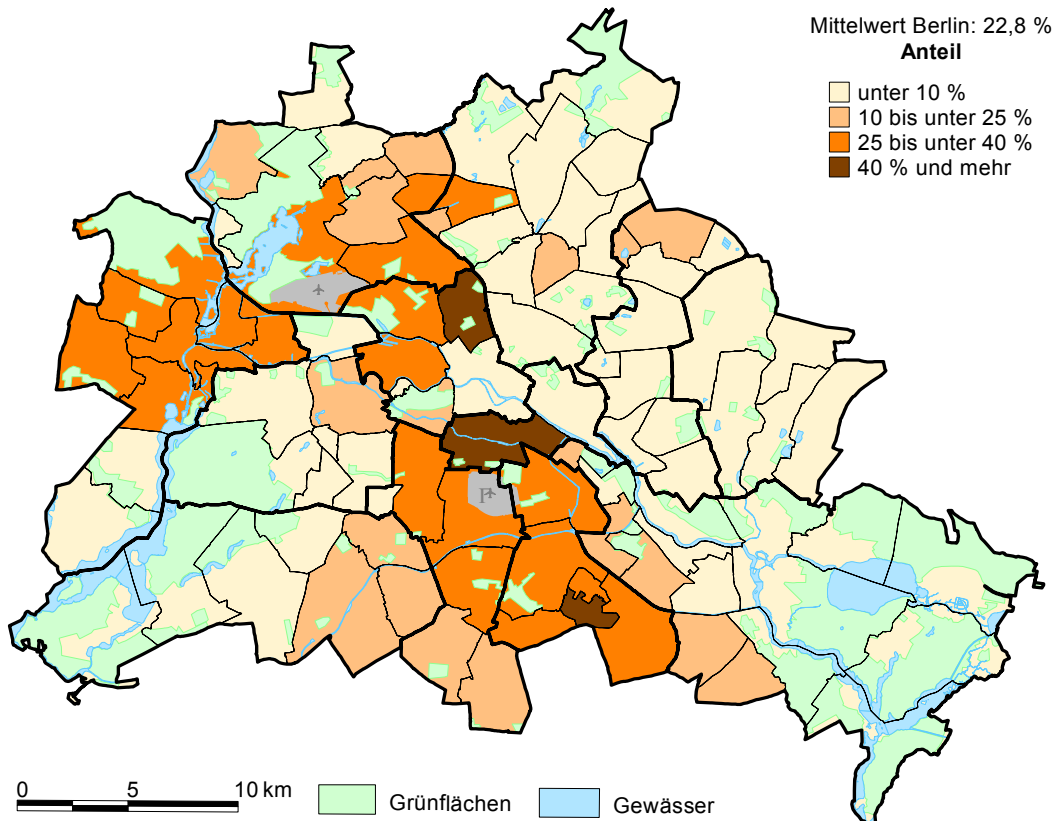 Mittelwert Berlin: 22,8 %
Anteil
unter 10 %
10 bis unter 25 %
25 bis unter 40 %
40 % und mehr
0 5 10 km
Grünflächen
Gewässer